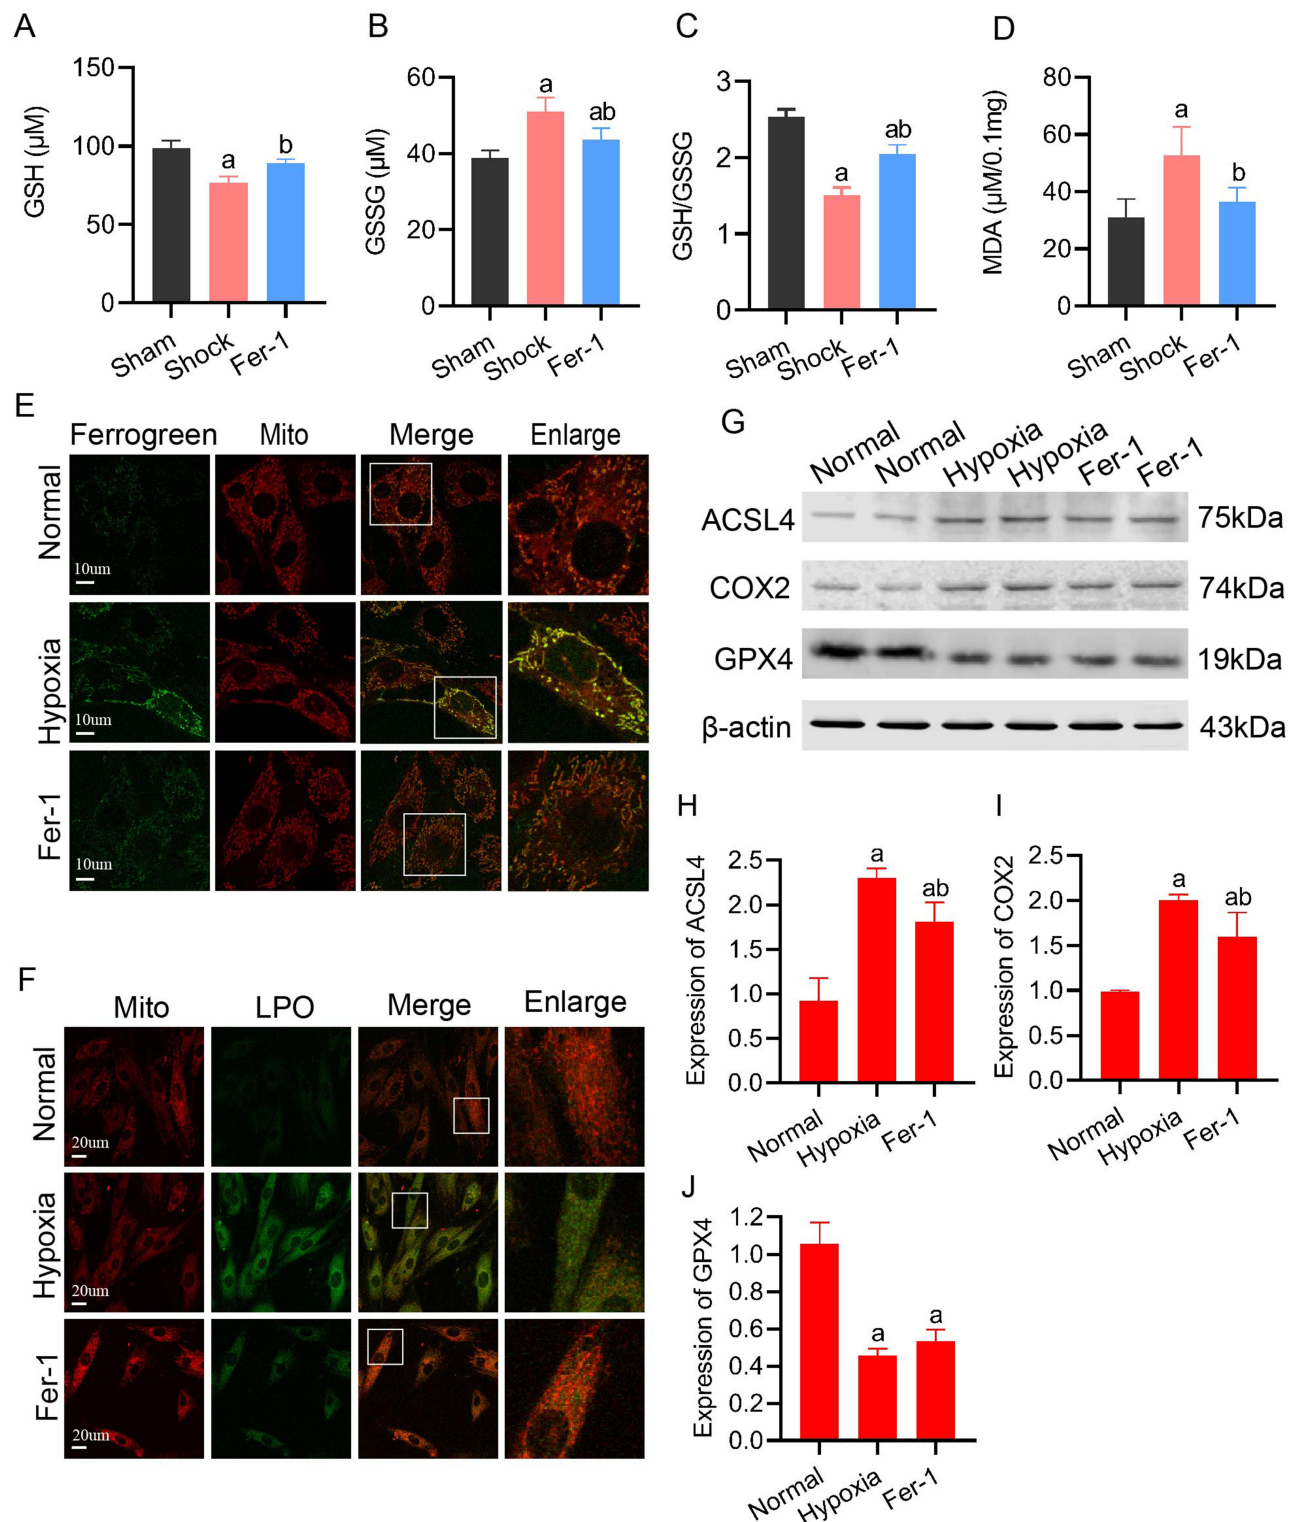 A
GSH (μM)
150
100
50
0
a
b
Sham
Shock
Fer-1
B
GSSG (μM)
60
40
20
0
a
ab
Sham
Shock
Fer-1
C
GSH/GSSG
3
2
1
0
a
ab
Sham
Shock
Fer-1
D
MDA (μM/0.1mg)
80
60
40
20
0
a
b
Sham
Shock
Fer-1
E
Ferrogreen Mito Merge Enlarge
Normal
10um
Hypoxia
10um
Fer-1
10um
F
Mito LPO Merge Enlarge
Normal
20um
Hypoxia
20um
Fer-1
20um
G
Normal Normal Hypoxia Hypoxia Fer-1 Fer-1
ACSL4 75kDa
COX2 74kDa
GPX4 19kDa
β-actin 43kDa
H
Expression of ACSL4
2.5
2.0
1.5
1.0
0.5
0.0
a
ab
Normal
Hypoxia
Fer-1
I
Expression of COX2
2.5
2.0
1.5
1.0
0.5
0.0
a
ab
Normal
Hypoxia
Fer-1
J
Expression of GPX4
1.2
1.0
0.8
0.6
0.4
0.2
0.0
a
a
Normal
Hypoxia
Fer-1